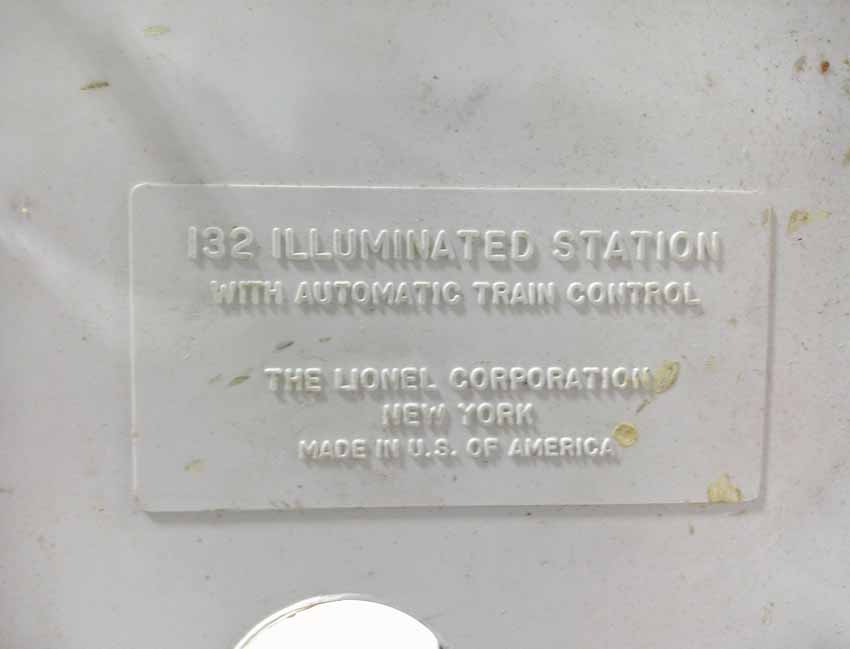 132 ILLUMINATED STATION
WITH AUTOMATIC TRAIN CONTROL
THE LIONEL CORPORATION
NEW YORK
MADE IN U.S. OF AMERICA